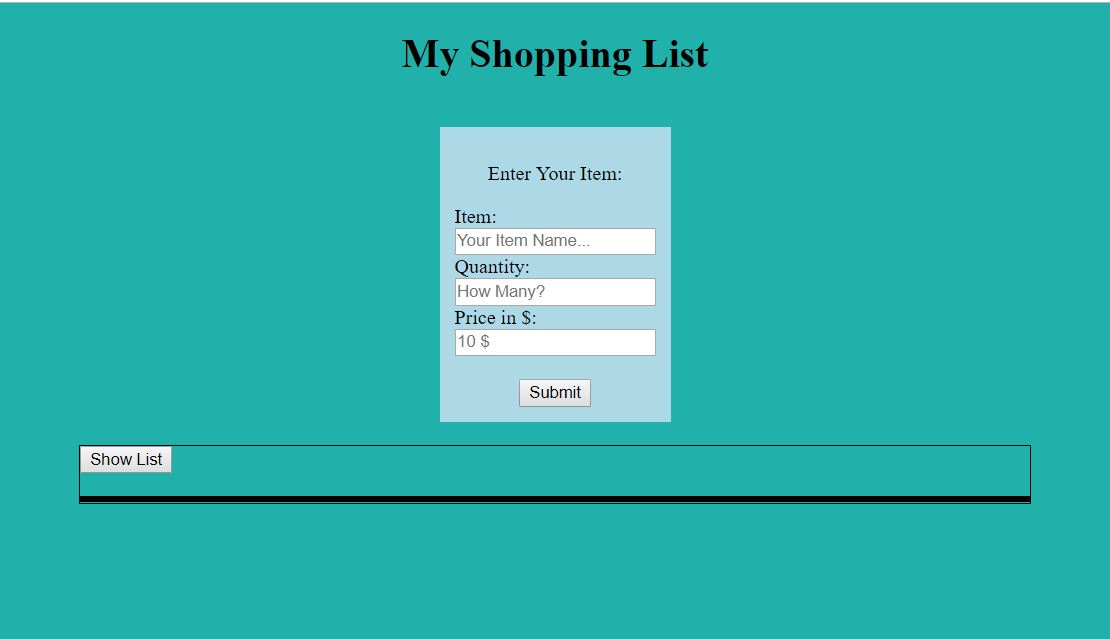 My Shopping List
Enter Your Item:
Item:
Your Item Name...
Quantity:
How Many?
Price in $:
10 $
Submit
Show List